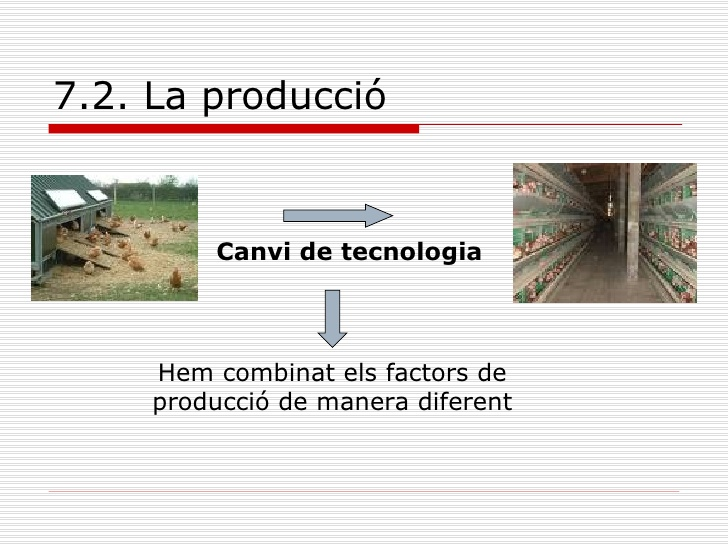 7.2. La producció
Canvi de tecnologia
Hem combinat els factors de
producció de manera diferent